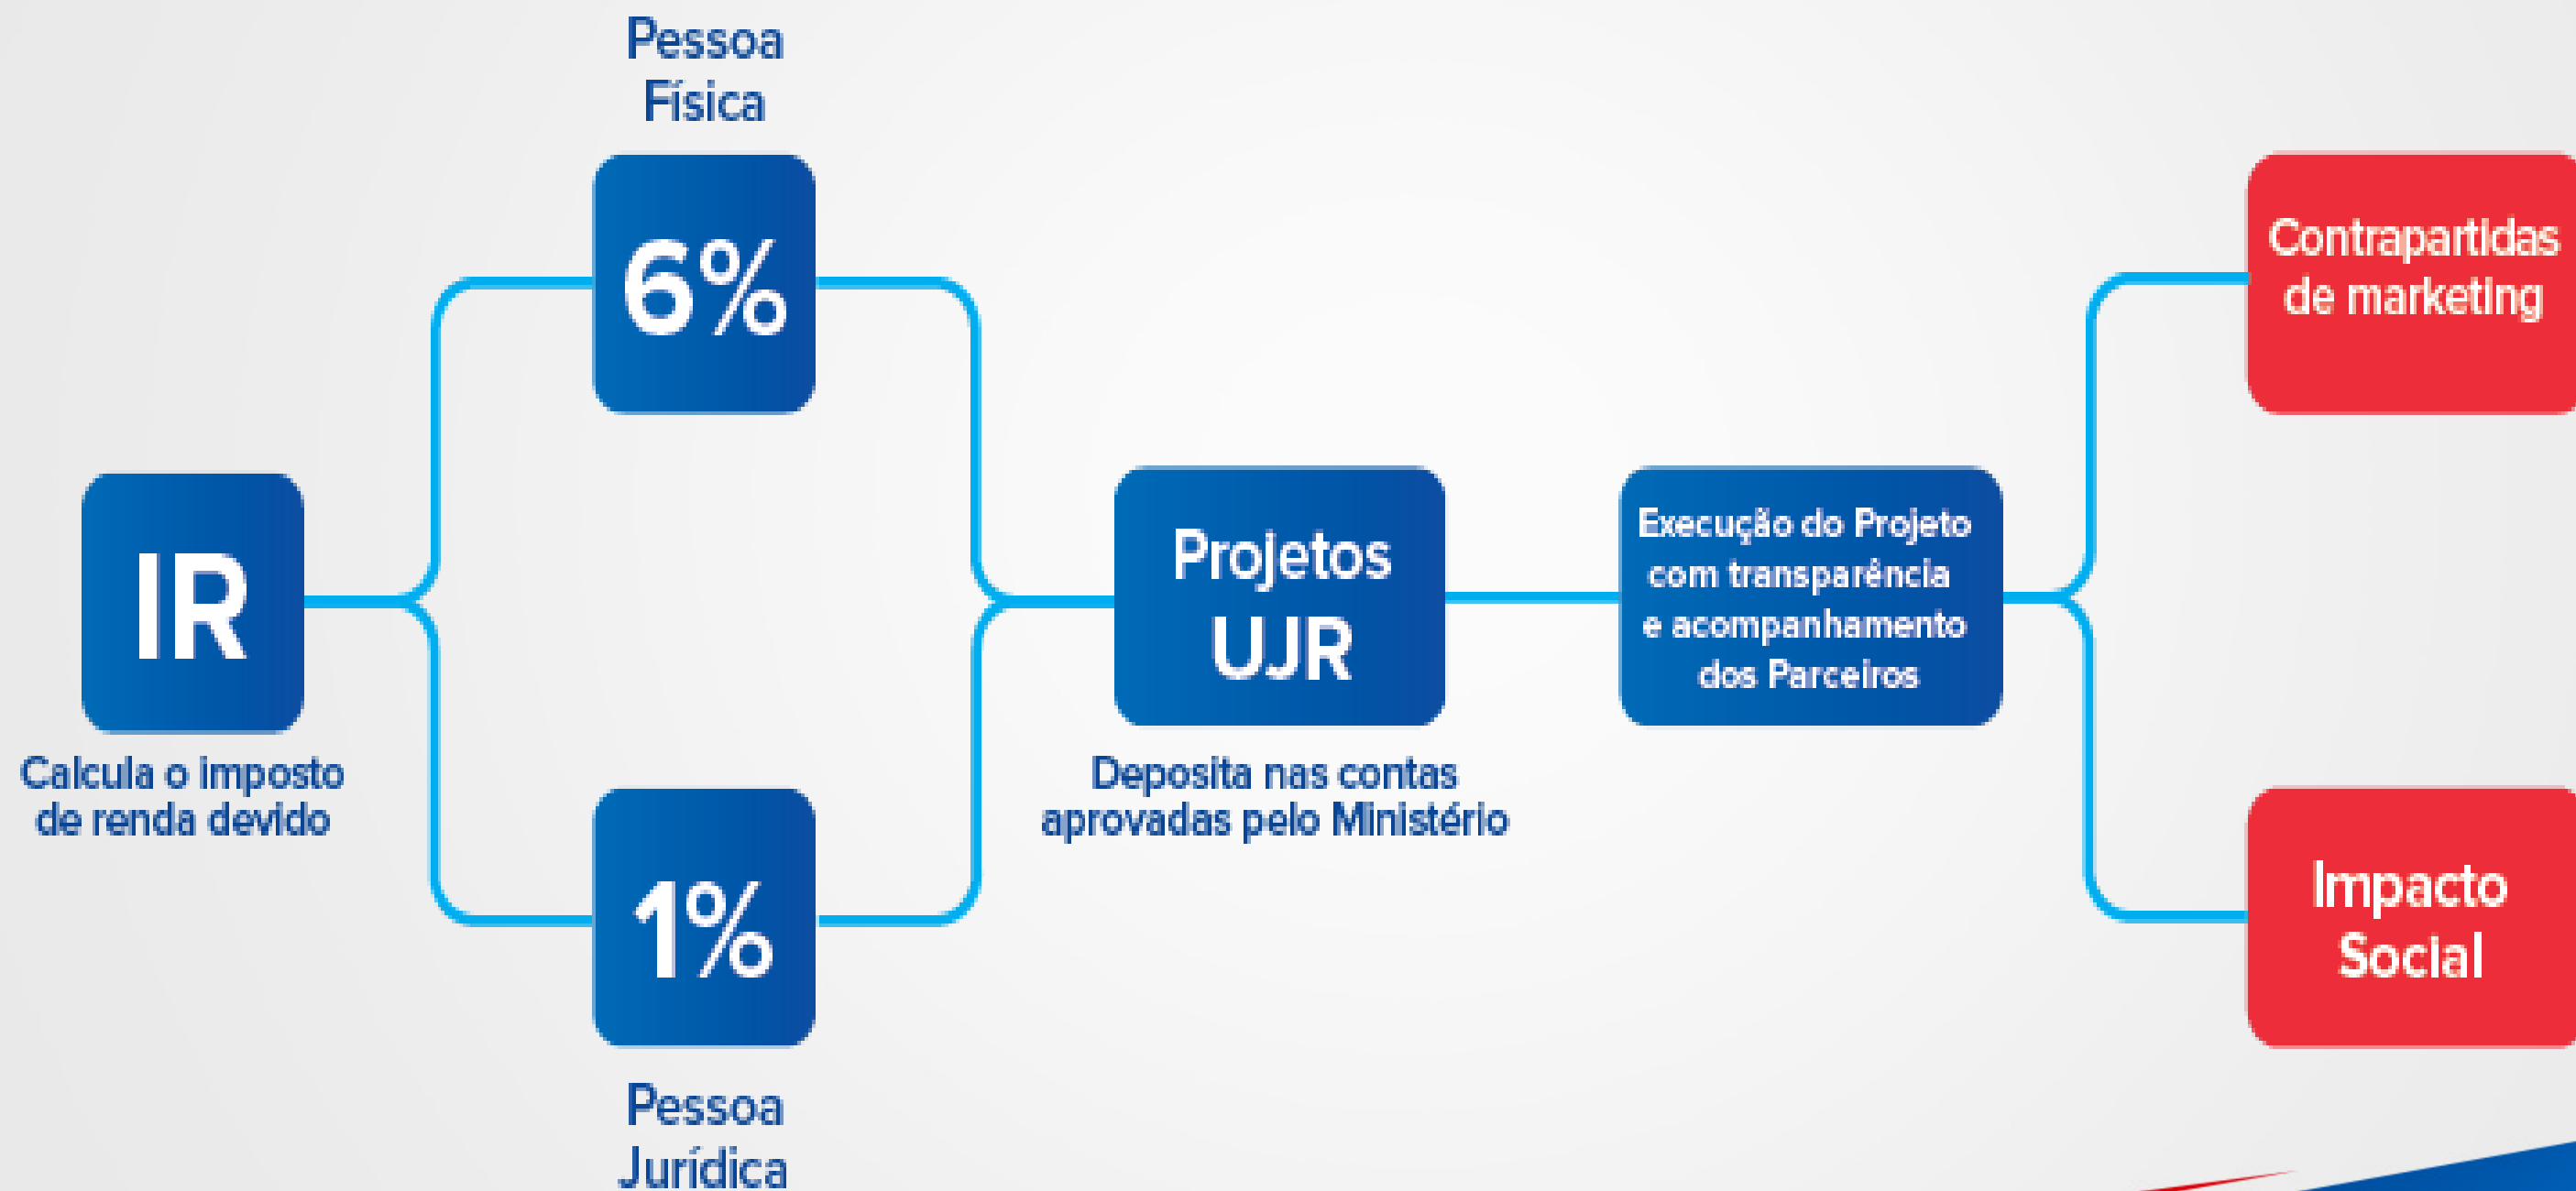 IR
Calcula o imposto
de renda devido
Pessoa
Física
6%
1%
Pessoa
Jurídica
Projetos
UJR
Deposita nas contas
aprovadas pelo Ministério
Execução do Projeto
com transparência
e acompanhamento
dos Parceiros
Contrapartidas
de marketing
Impacto
Social